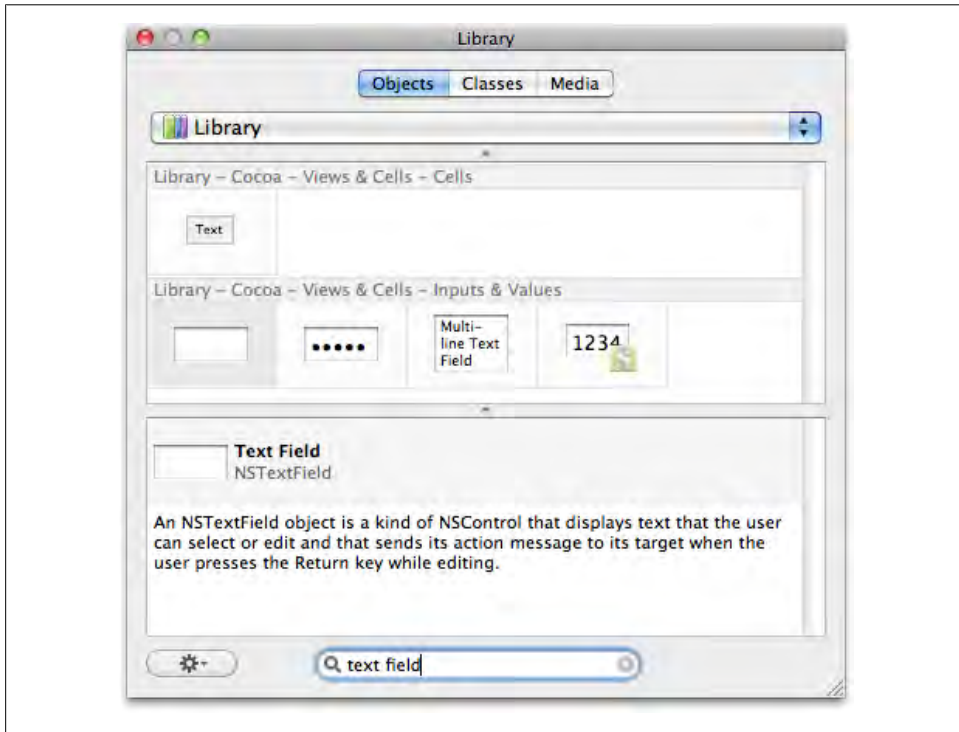 Library
Objects Classes Media
Library
Library – Cocoa – Views & Cells – Cells
Text
Library – Cocoa – Views & Cells – Inputs & Values
•••••
Multi-
line Text
Field
1234
Text Field
NSTextField
An NSTextField object is a kind of NSControl that displays text that the user
can select or edit and that sends its action message to its target when the
user presses the Return key while editing.
text field